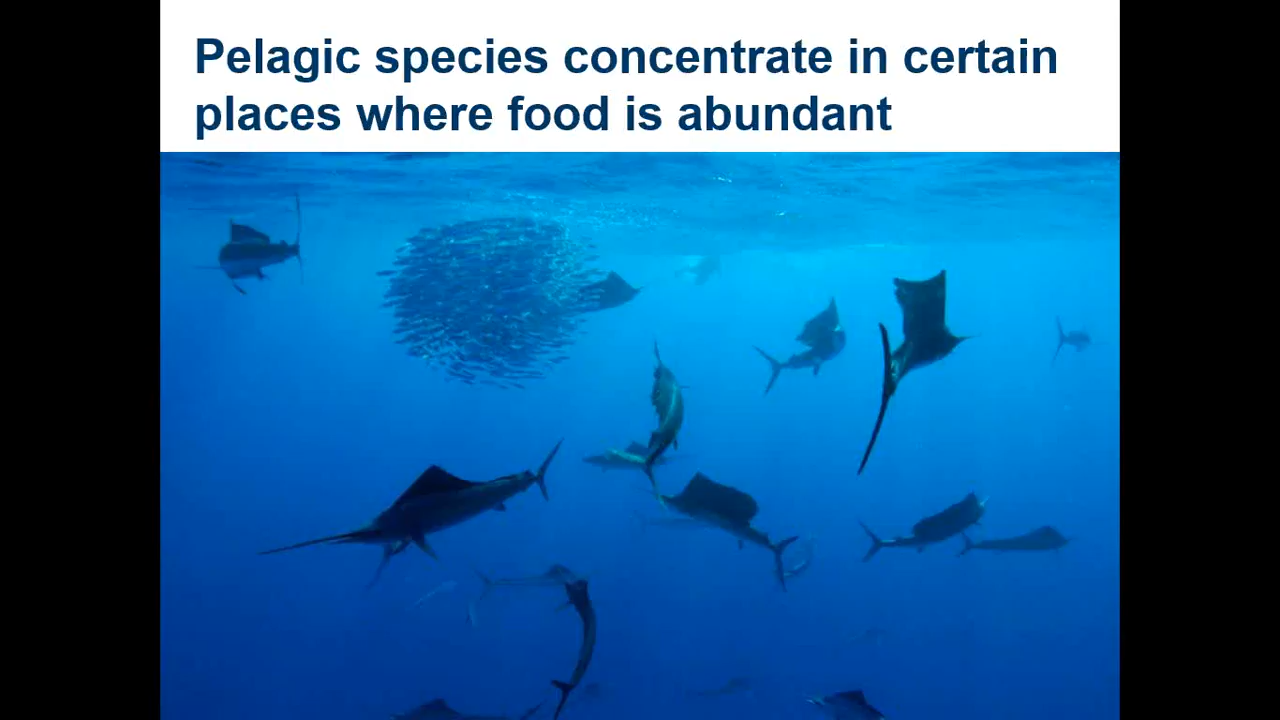 Pelagic species concentrate in certain
places where food is abundant